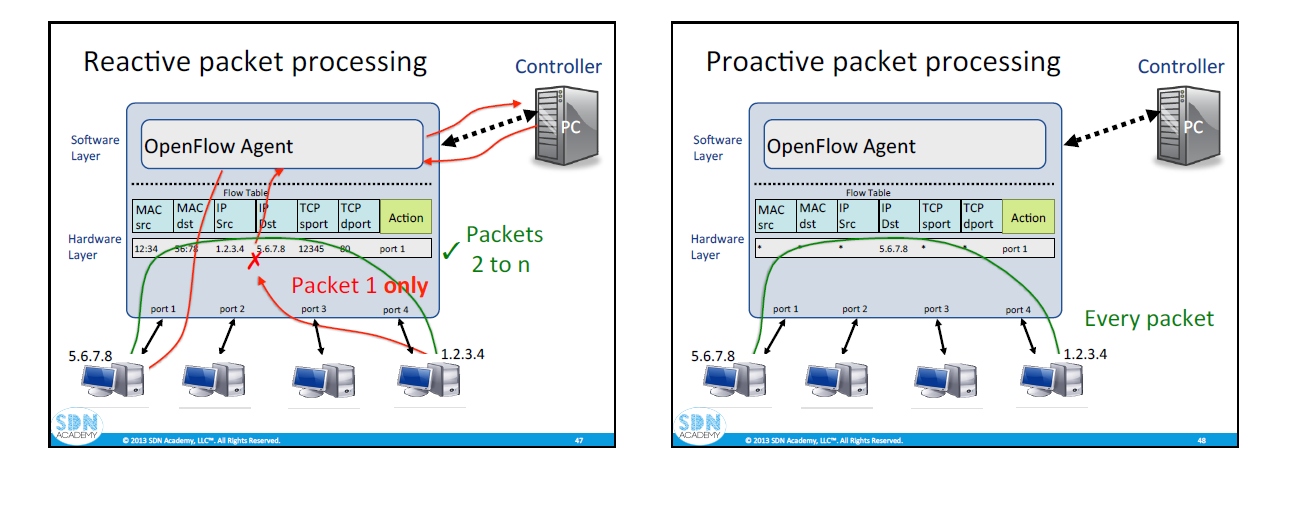 Reactive packet processing
Controller
PC
Software
Layer
OpenFlow Agent
Flow Table
MAC src
MAC dst
IP Src
IP Dst
TCP sport
TCP dport
Action
Hardware
Layer
12:34 56:78 1.2.3.4 5.6.7.8 12345 80 port 1
✓ Packets
2 to n
✗
Packet 1 only
port 1 port 2 port 3 port 4
5.6.7.8
1.2.3.4
SDN
ACADEMY
© 2013 SDN Academy, LLC™. All Rights Reserved.
47
Proactive packet processing
Controller
PC
Software
Layer
OpenFlow Agent
Flow Table
MAC src
MAC dst
IP Src
IP Dst
TCP sport
TCP dport
Action
Hardware
Layer
* * * 5.6.7.8 * * port 1
port 1 port 2 port 3 port 4
Every packet
5.6.7.8
1.2.3.4
SDN
ACADEMY
© 2013 SDN Academy, LLC™. All Rights Reserved.
48